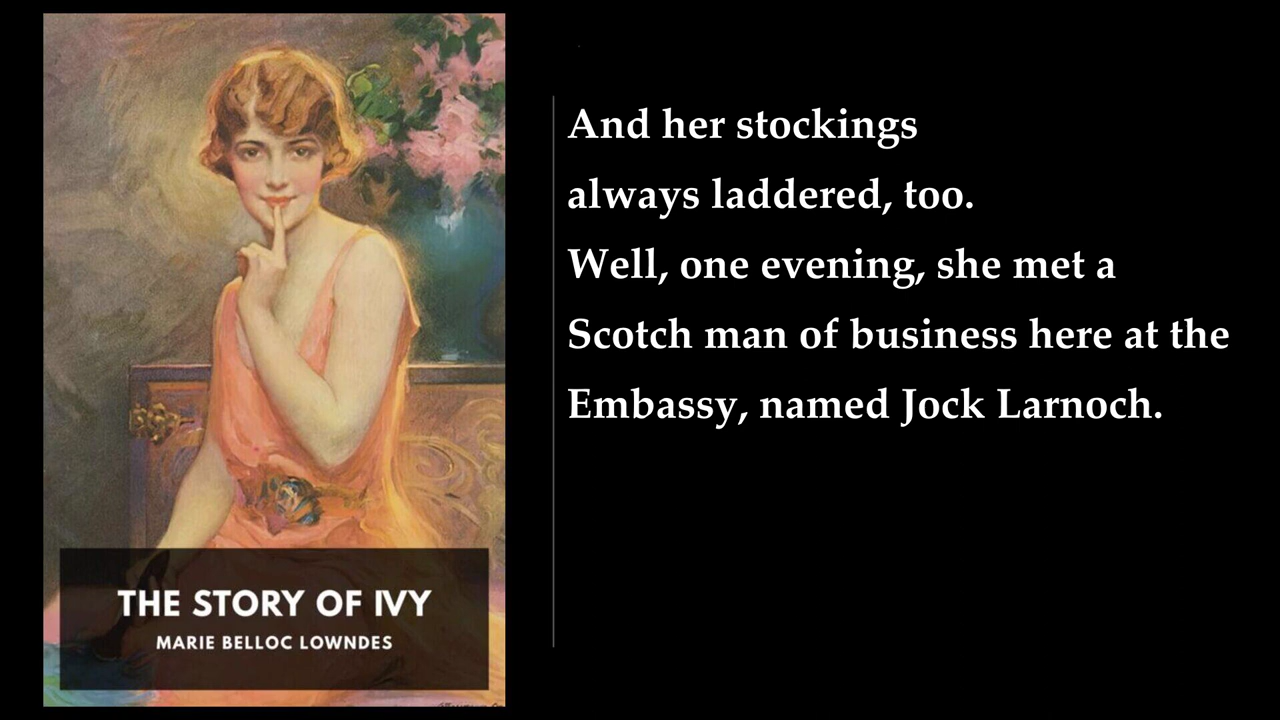 THE STORY OF IVY
MARIE BELLOC LOWNDES
And her stockings
always laddered, too.
Well, one evening, she met a
Scotch man of business here at the
Embassy, named Jock Larnoch.